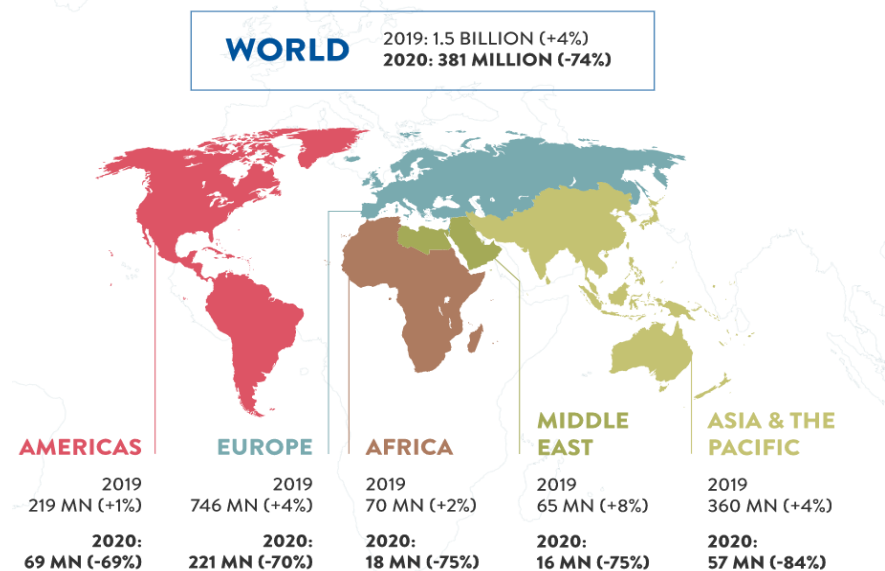 WORLD
2019: 1.5 BILLION (+4%)
2020: 381 MILLION (-74%)
AMERICAS
2019
219 MN (+1%)
2020:
69 MN (-69%)
EUROPE
2019
746 MN (+4%)
2020:
221 MN (-70%)
AFRICA
2019
70 MN (+2%)
2020:
18 MN (-75%)
MIDDLE
EAST
2019
65 MN (+8%)
2020:
16 MN (-75%)
ASIA & THE
PACIFIC
2019
360 MN (+4%)
2020:
57 MN (-84%)